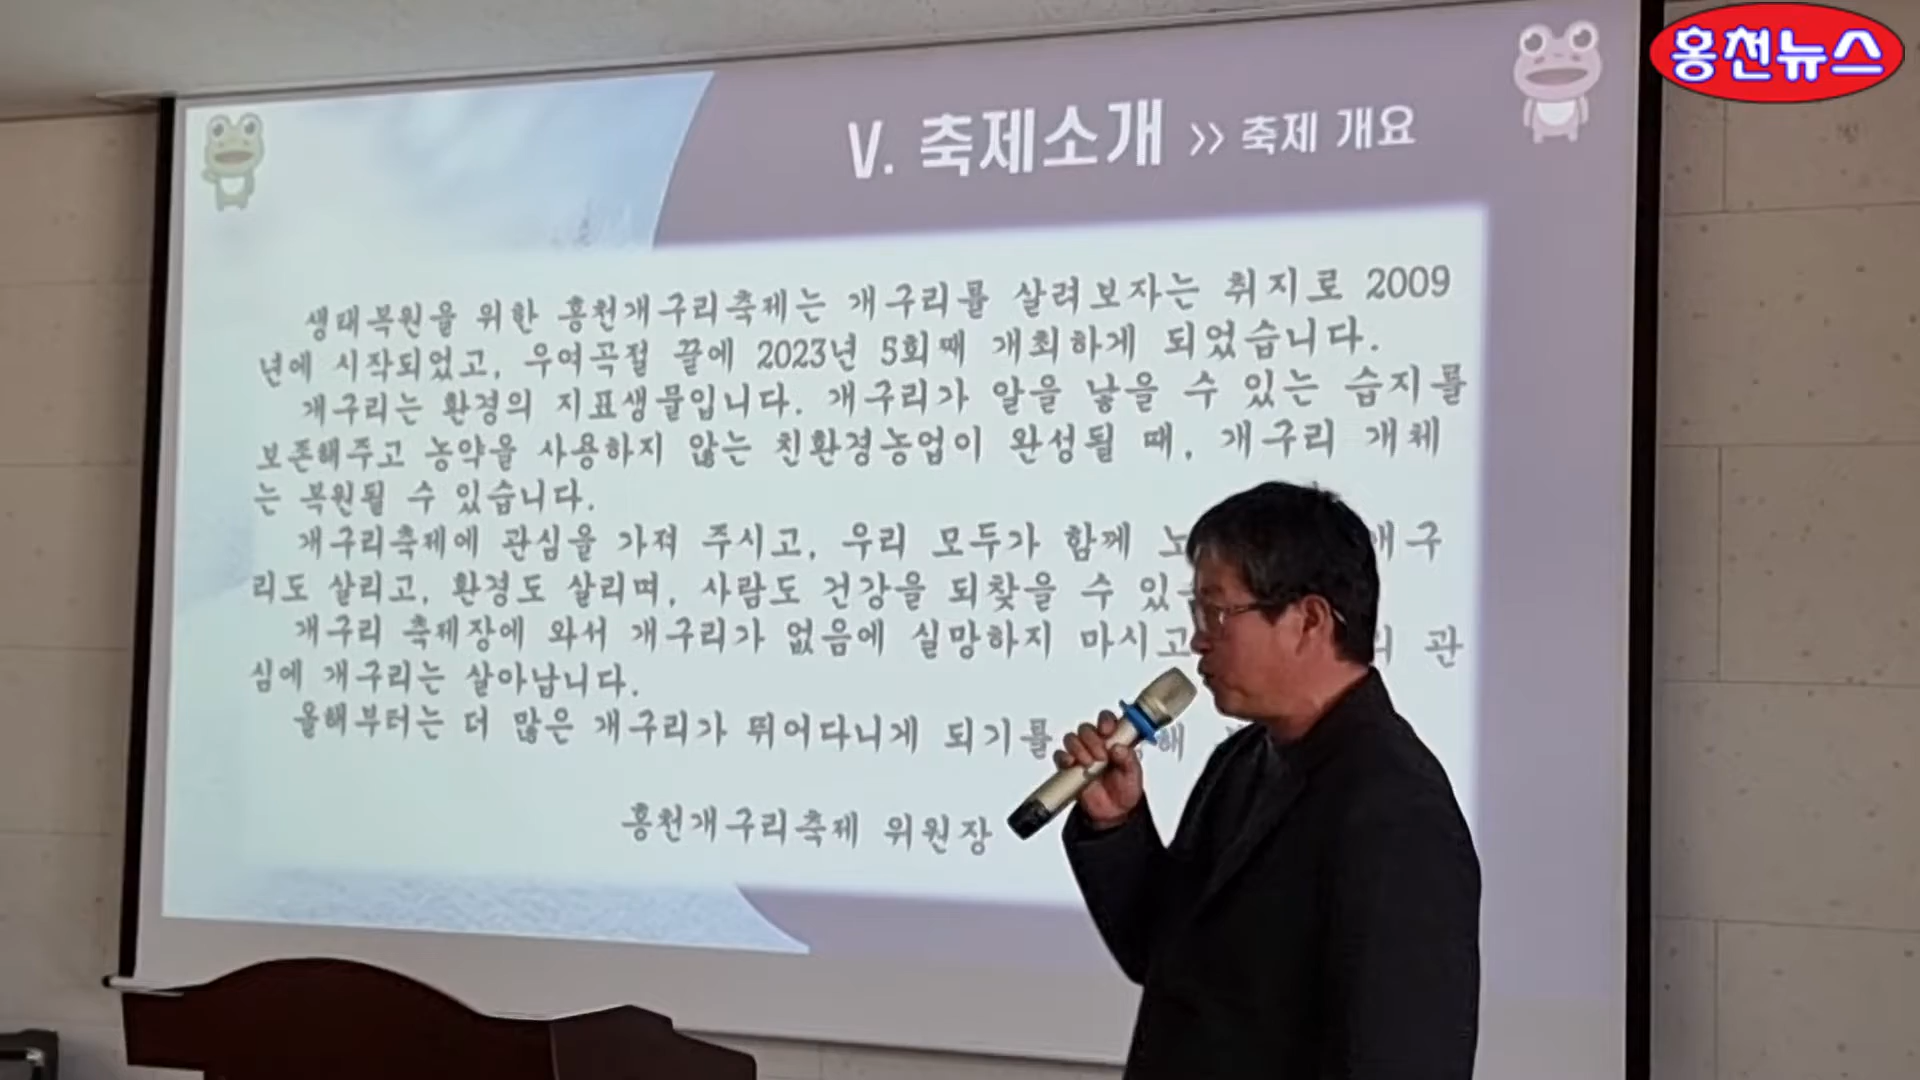 홍천뉴스
V. 축제소개 >> 축제 개요
생태복원을 위한 홍천개구리축제는 개구리를 살려보자는 취지로 2009
년에 시작되었고, 우여곡절 끝에 2023년 5회때 개최하게 되었습니다.
개구리는 환경의 지표생물입니다. 개구리가 알을 낳을 수 있는 습지를
보존해주고 농약을 사용하지 않는 친환경농업이 완성될 때, 개구리 개체
는 복원될 수 있습니다.
개구리축제에 관심을 가져 주시고, 우리 모두가 함께
리도 살리고, 환경도 살리며, 사람도 건강을 되찾을 수
개구리 축제장에 와서 개구리가 없음에 실망하지 마시고 관
심에 개구리는 살아납니다.
올해부터는 더 많은 개구리가 뛰어다니게 되기를
홍천개구리축제 위원장